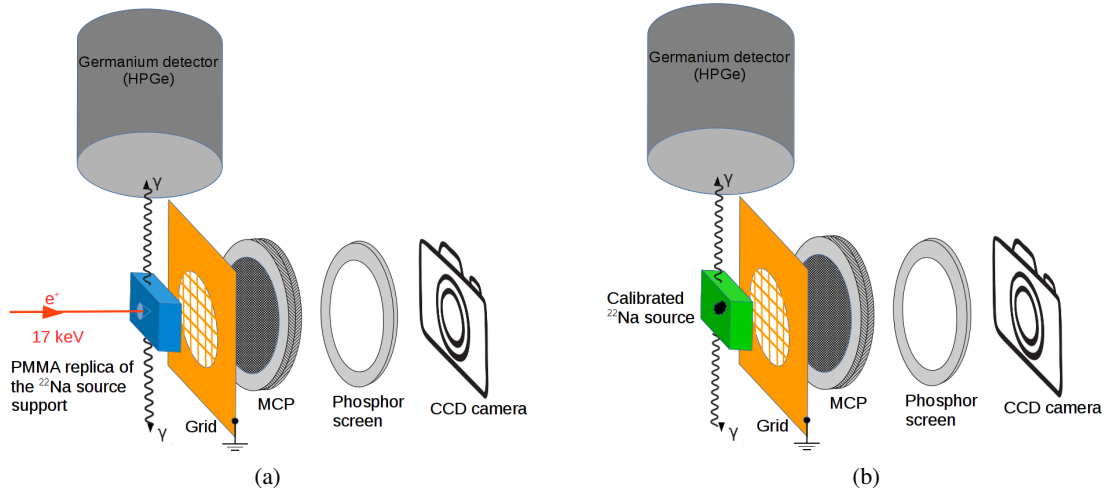 Germanium detector
(HPGe)
γ
e⁺
17 keV
PMMA replica of
the ²²Na source
support
γ
Grid
MCP
Phosphor
screen
CCD camera
(a)
Germanium detector
(HPGe)
γ
Calibrated
²²Na source
γ
Grid
MCP
Phosphor
screen
CCD camera
(b)